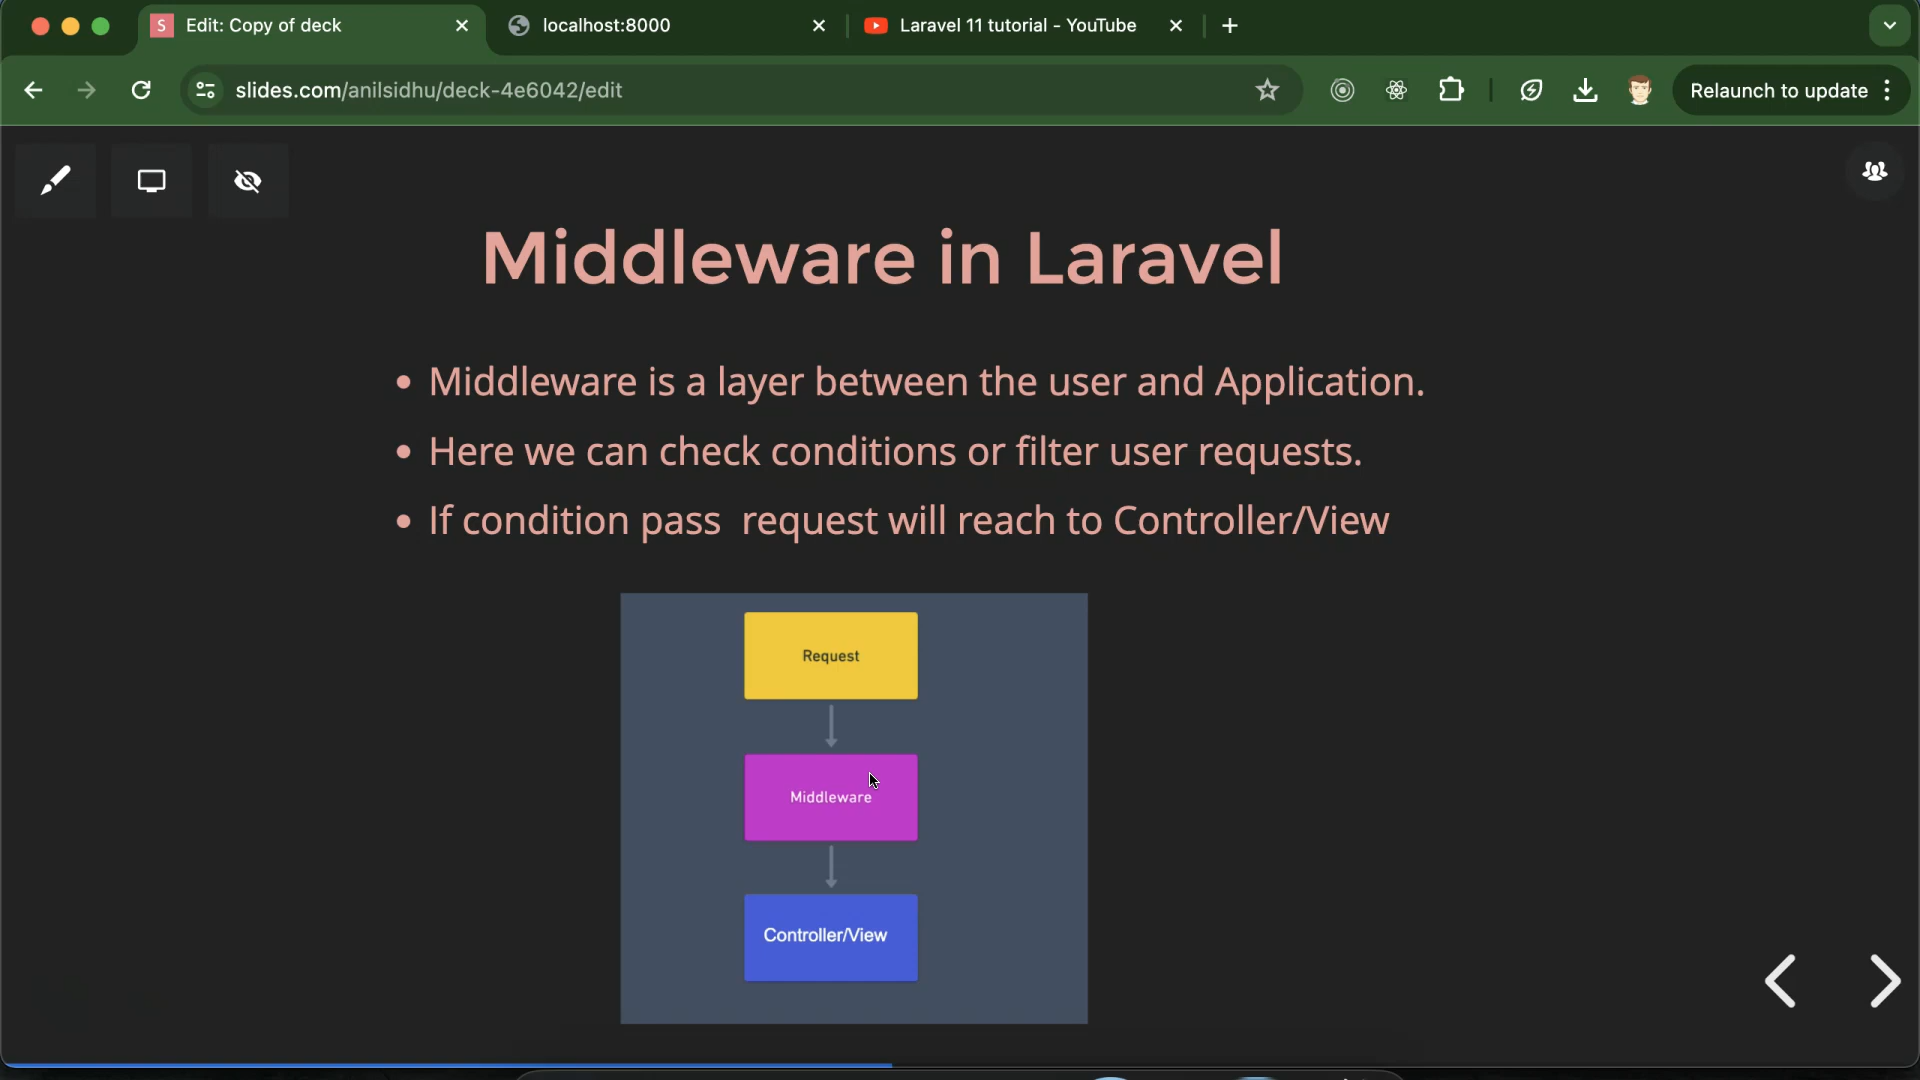 S Edit: Copy of deck
localhost:8000
Laravel 11 tutorial - YouTube
slides.com/anilsidhu/deck-4e6042/edit
Relaunch to update
Middleware in Laravel
• Middleware is a layer between the user and Application.
• Here we can check conditions or filter user requests.
• If condition pass  request will reach to Controller/View
Request
Middleware
Controller/View